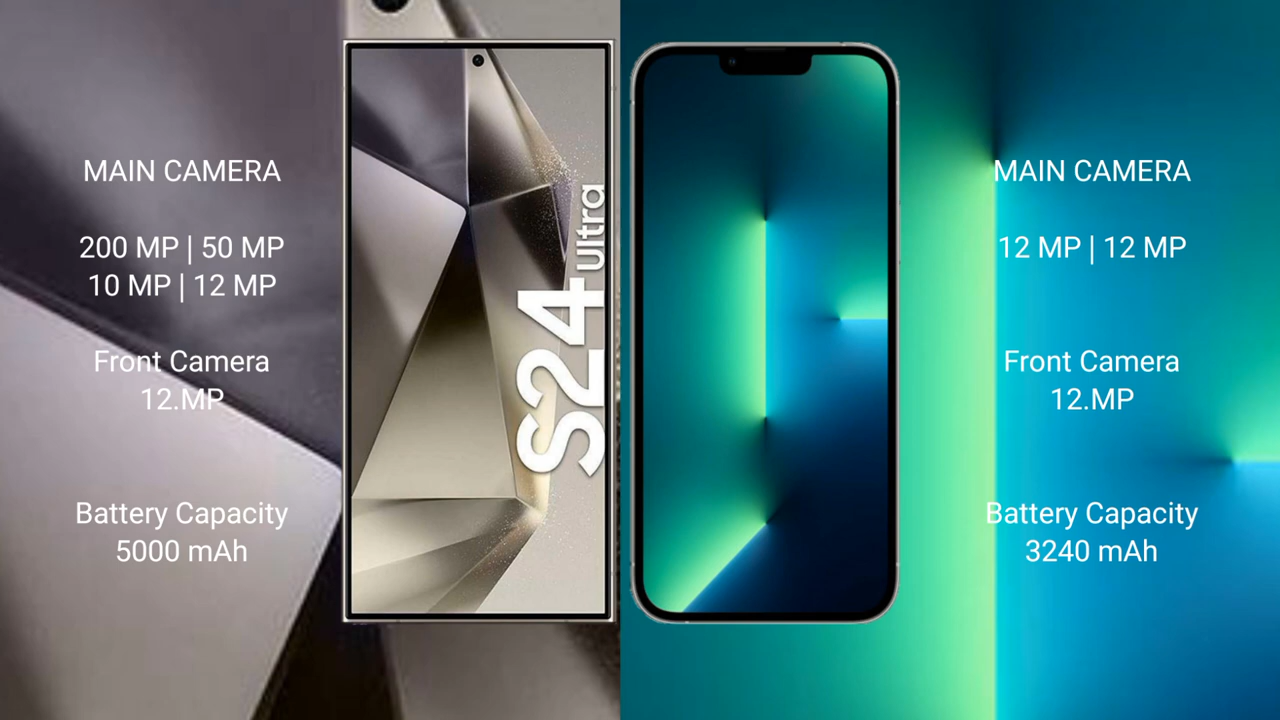 MAIN CAMERA
200 MP | 50 MP
10 MP | 12 MP
Front Camera
12.MP
Battery Capacity
5000 mAh
S24 Ultra
MAIN CAMERA
12 MP | 12 MP
Front Camera
12.MP
Battery Capacity
3240 mAh